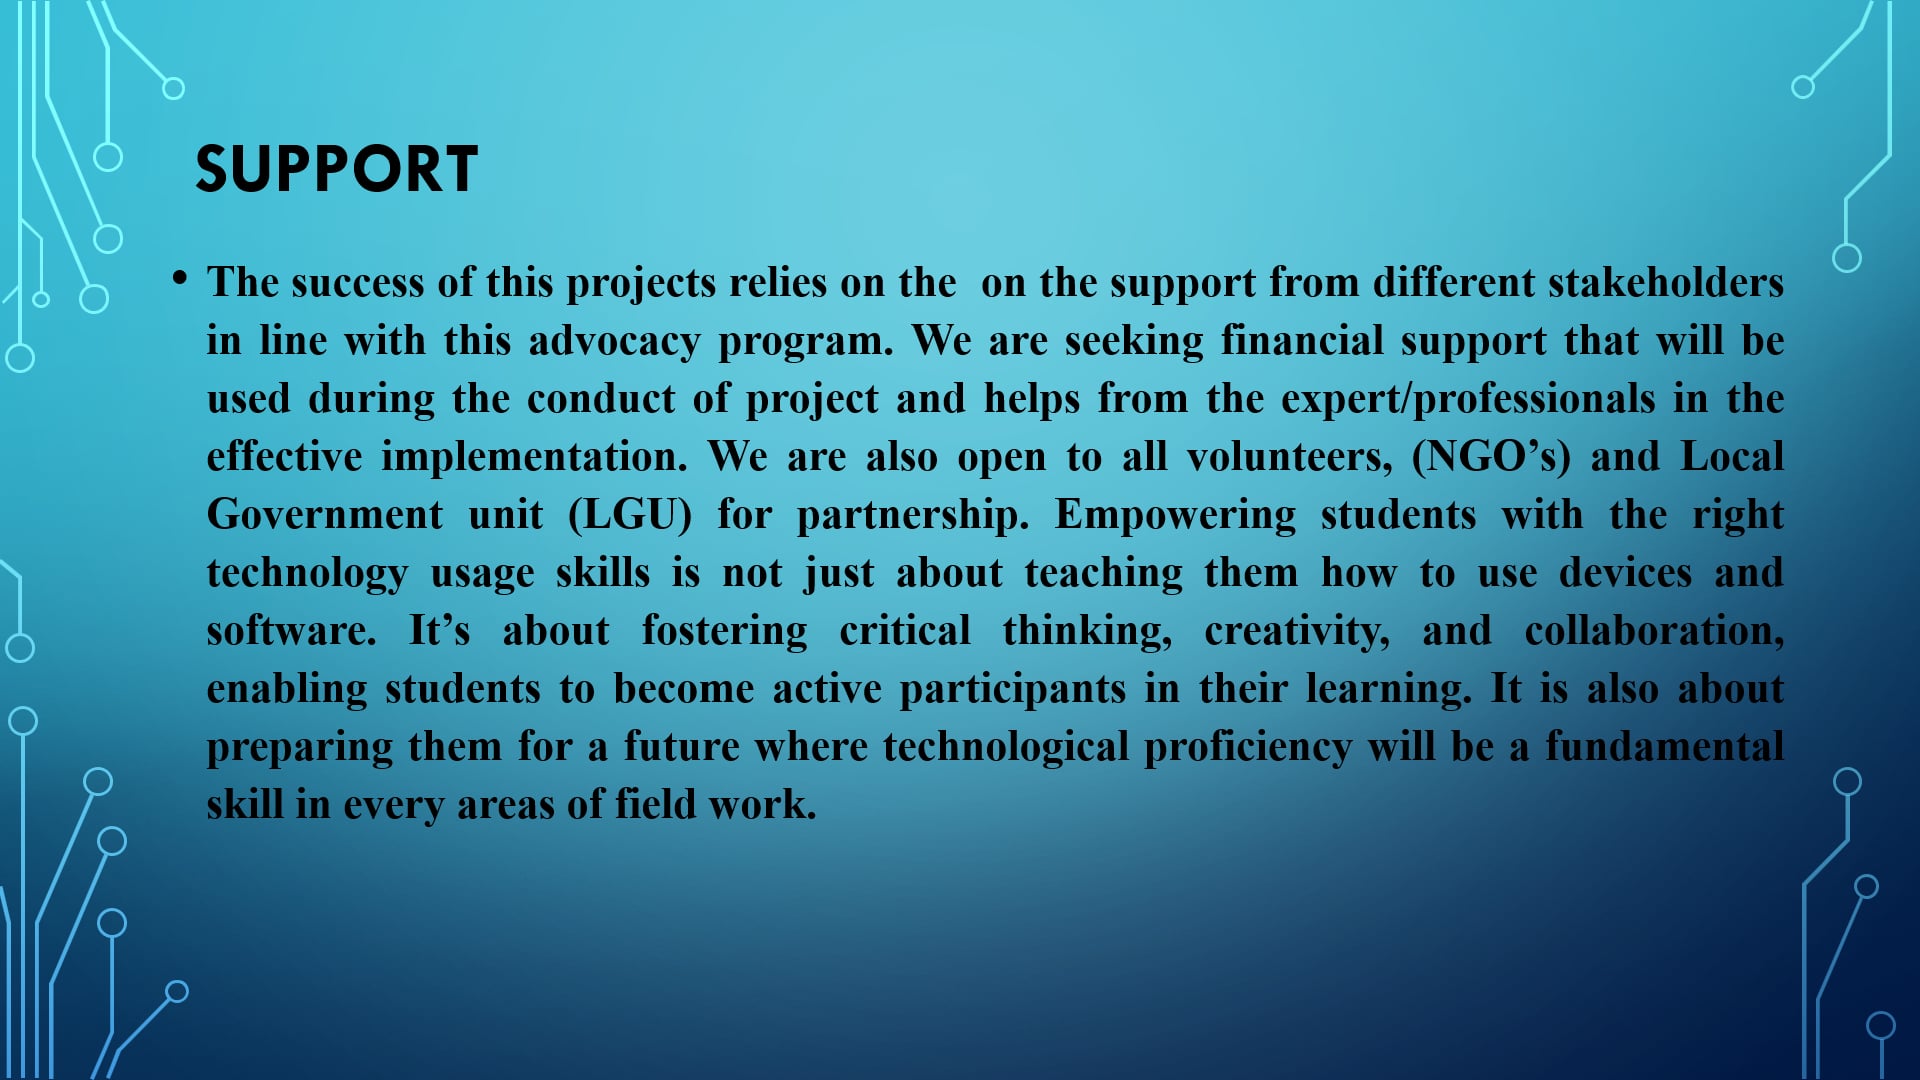 SUPPORT
• The success of this projects relies on the  on the support from different stakeholders
in line with this advocacy program. We are seeking financial support that will be
used during the conduct of project and helps from the expert/professionals in the
effective implementation. We are also open to all volunteers, (NGO’s) and Local
Government unit (LGU) for partnership. Empowering students with the right
technology usage skills is not just about teaching them how to use devices and
software. It’s about fostering critical thinking, creativity, and collaboration,
enabling students to become active participants in their learning. It is also about
preparing them for a future where technological proficiency will be a fundamental
skill in every areas of field work.